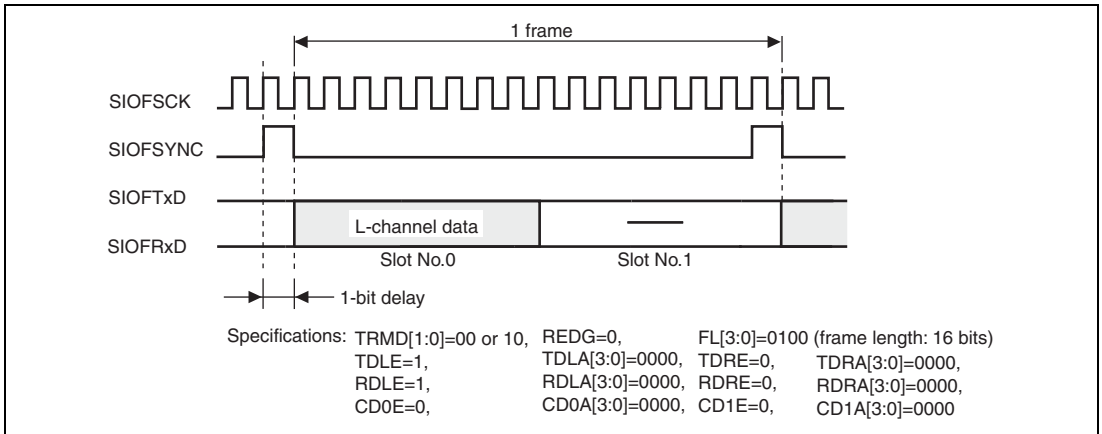 1 frame
SIOFSCK
SIOFSYNC
SIOFTxD
L-channel data
SIOFRxD
Slot No.0 Slot No.1
1-bit delay
Specifications: TRMD[1:0]=00 or 10, REDG=0, FL[3:0]=0100 (frame length: 16 bits)
TDLE=1, TDLA[3:0]=0000, TDRE=0, TDRA[3:0]=0000,
RDLE=1, RDLA[3:0]=0000, RDRE=0, RDRA[3:0]=0000,
CD0E=0, CD0A[3:0]=0000, CD1E=0, CD1A[3:0]=0000